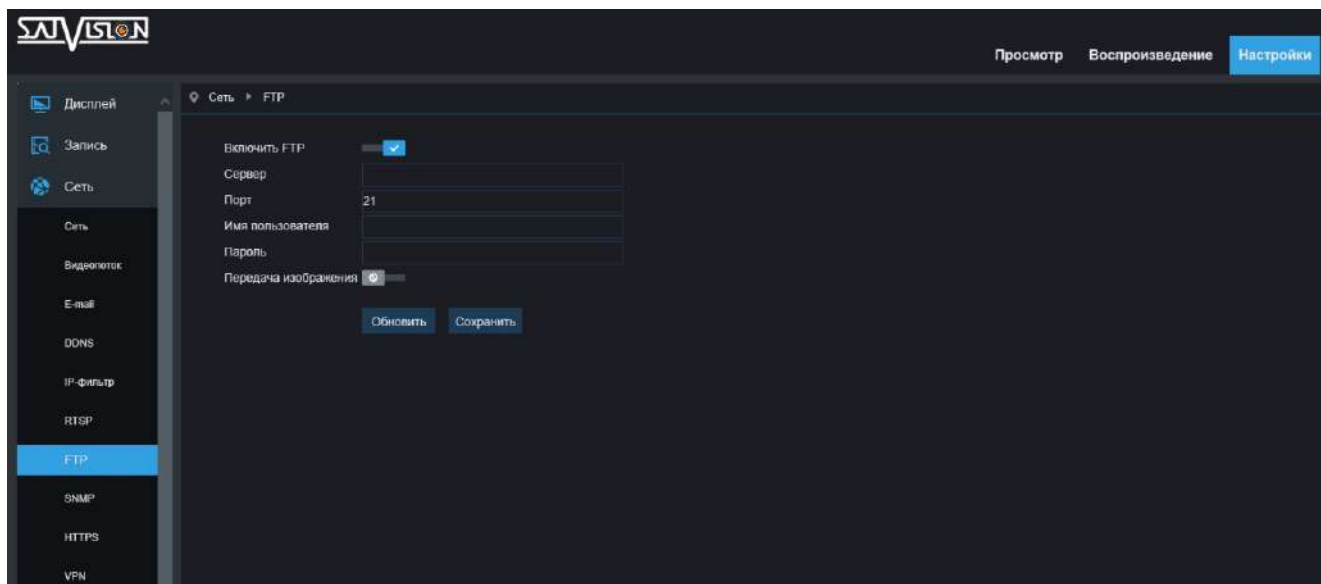 SATVISION
Просмотр Воспроизведение Настройки
Дисплей
Запись
Сеть
Сеть
Видеопоток
E-mail
DDNS
IP-фильтр
RTSP
FTP
SNMP
HTTPS
VPN
Сеть FTP
Включить FTP
Сервер
Порт 21
Имя пользователя
Пароль
Передача изображения
Обновить Сохранить